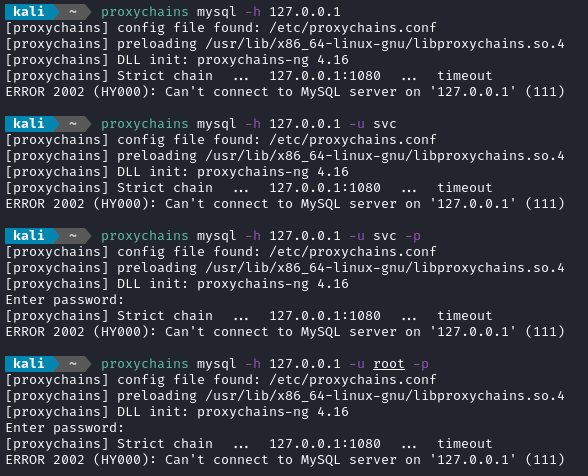 kali ~ proxychains mysql -h 127.0.0.1
[proxychains] config file found: /etc/proxychains.conf
[proxychains] preloading /usr/lib/x86_64-linux-gnu/libproxychains.so.4
[proxychains] DLL init: proxychains-ng 4.16
[proxychains] Strict chain ... 127.0.0.1:1080 ... timeout
ERROR 2002 (HY000): Can't connect to MySQL server on '127.0.0.1' (111)
kali ~ proxychains mysql -h 127.0.0.1 -u svc
[proxychains] config file found: /etc/proxychains.conf
[proxychains] preloading /usr/lib/x86_64-linux-gnu/libproxychains.so.4
[proxychains] DLL init: proxychains-ng 4.16
[proxychains] Strict chain ... 127.0.0.1:1080 ... timeout
ERROR 2002 (HY000): Can't connect to MySQL server on '127.0.0.1' (111)
kali ~ proxychains mysql -h 127.0.0.1 -u svc -p
[proxychains] config file found: /etc/proxychains.conf
[proxychains] preloading /usr/lib/x86_64-linux-gnu/libproxychains.so.4
[proxychains] DLL init: proxychains-ng 4.16
Enter password:
[proxychains] Strict chain ... 127.0.0.1:1080 ... timeout
ERROR 2002 (HY000): Can't connect to MySQL server on '127.0.0.1' (111)
kali ~ proxychains mysql -h 127.0.0.1 -u root -p
[proxychains] config file found: /etc/proxychains.conf
[proxychains] preloading /usr/lib/x86_64-linux-gnu/libproxychains.so.4
[proxychains] DLL init: proxychains-ng 4.16
Enter password:
[proxychains] Strict chain ... 127.0.0.1:1080 ... timeout
ERROR 2002 (HY000): Can't connect to MySQL server on '127.0.0.1' (111)